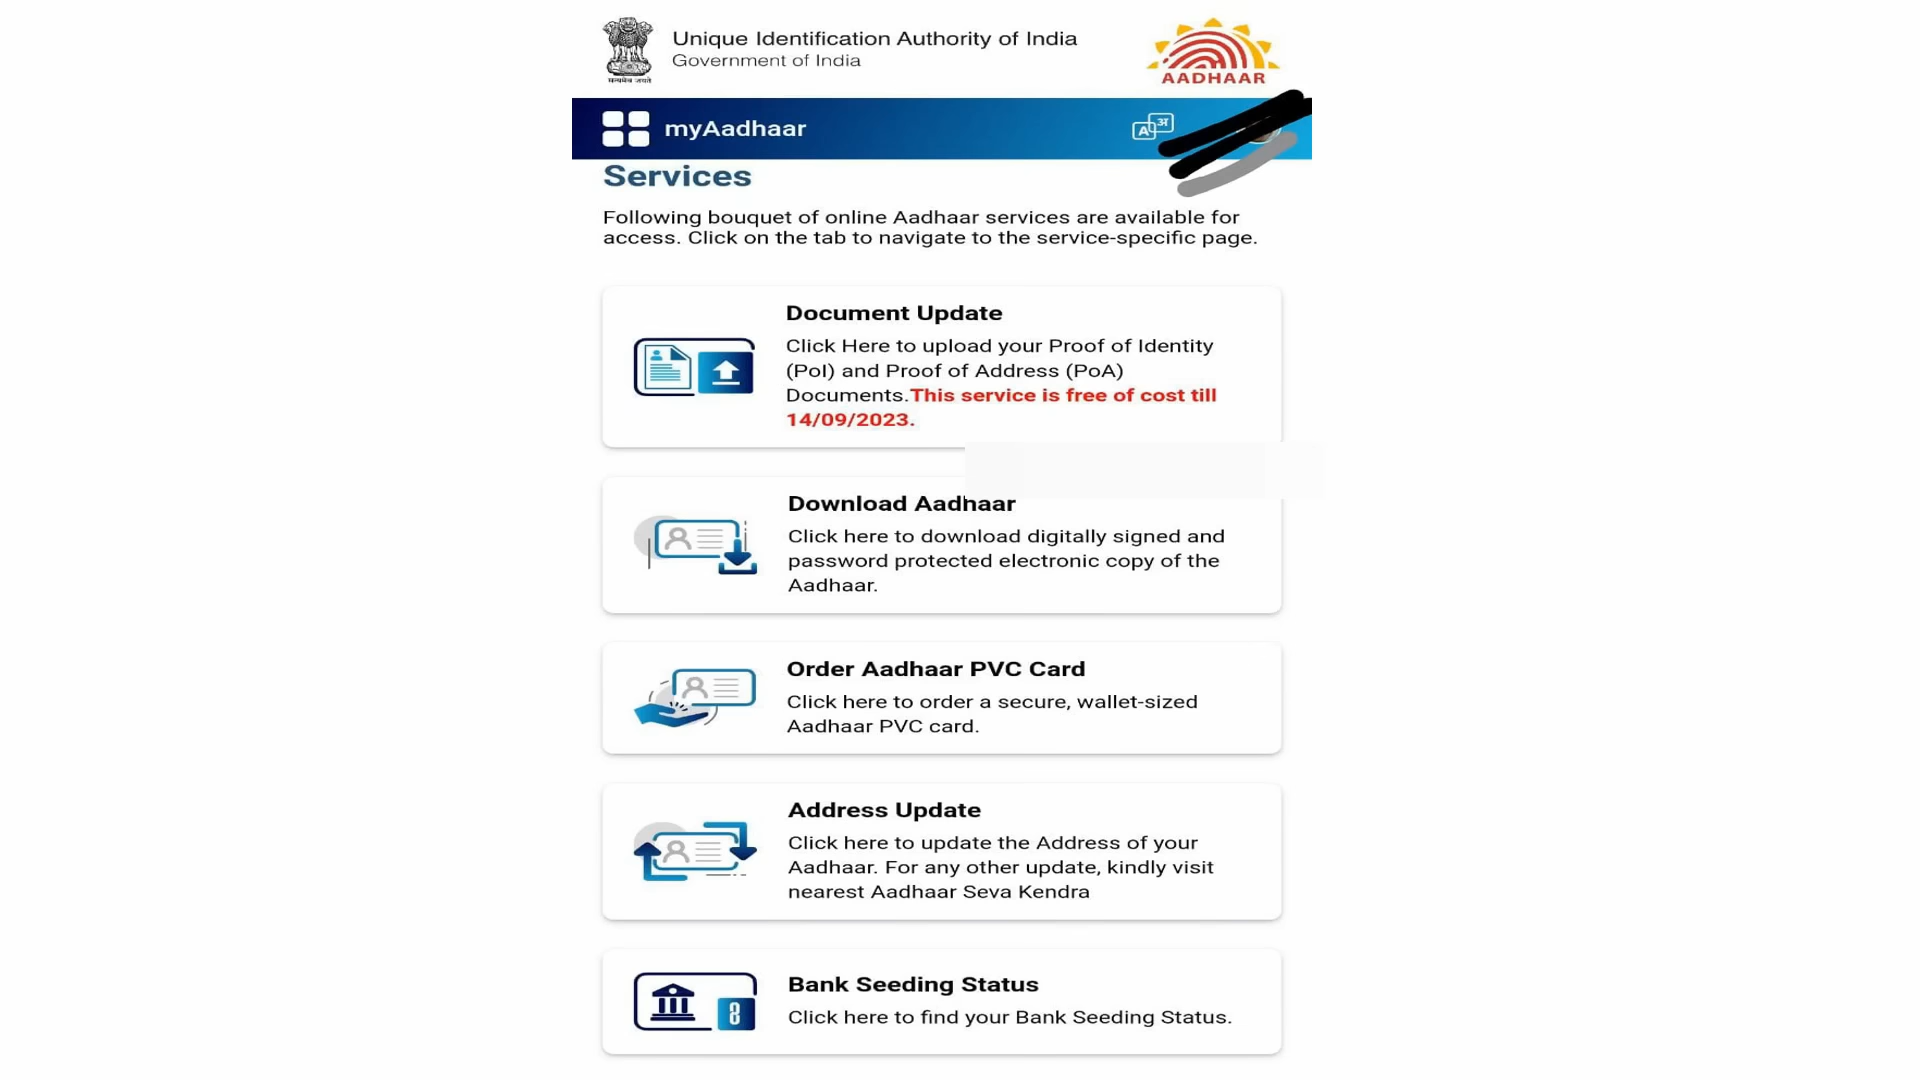 Unique Identification Authority of India
Government of India
सत्यमेव जयते
AADHAAR
myAadhaar
A अ
Services
Following bouquet of online Aadhaar services are available for
access. Click on the tab to navigate to the service-specific page.
Document Update
Click Here to upload your Proof of Identity
(PoI) and Proof of Address (PoA)
Documents.This service is free of cost till
14/09/2023.
Download Aadhaar
Click here to download digitally signed and
password protected electronic copy of the
Aadhaar.
Order Aadhaar PVC Card
Click here to order a secure, wallet-sized
Aadhaar PVC card.
Address Update
Click here to update the Address of your
Aadhaar. For any other update, kindly visit
nearest Aadhaar Seva Kendra
Bank Seeding Status
Click here to find your Bank Seeding Status.